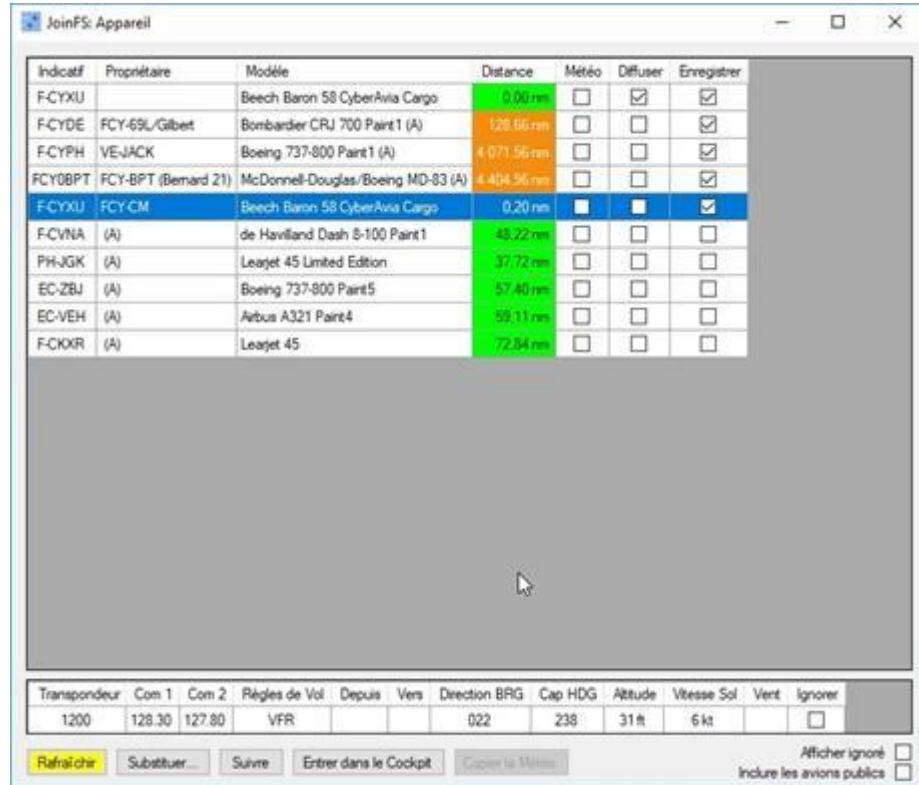 JoinFS: Appareil
Indicatif Propriétaire Modèle Distance Météo Diffuser Enregistrer
F-CYXU Beech Baron 58 CyberAvia Cargo 0,00 nm
F-CYDE FCY-69L/Gilbert Bombardier CRJ 700 Paint1 (A) 128,66 nm
F-CYPH VE-JACK Boeing 737-800 Paint1 (A) 4 071,56 nm
FCY0BPT FCY-BPT (Bernard 21) McDonnell-Douglas/Boeing MD-83 (A) 4 404,96 nm
F-CYXU FCY-CM Beech Baron 58 CyberAvia Cargo 0,20 nm
F-CVNA (A) de Havilland Dash 8-100 Paint1 48,22 nm
PH-JGK (A) Learjet 45 Limited Edition 37,72 nm
EC-ZBJ (A) Boeing 737-800 Paint5 57,40 nm
EC-VEH (A) Airbus A321 Paint4 59,11 nm
F-CKXR (A) Learjet 45 72,84 nm
Transpondeur Com 1 Com 2 Règles de Vol Depuis Vers Direction BRG Cap HDG Altitude Vitesse Sol Vent Ignorer
1200 128.30 127.80 VFR 022 238 31 ft 6 kt
Rafraîchir Substituer... Suivre Entrer dans le Cockpit Copier la Météo Afficher ignoré
Inclure les avions publics